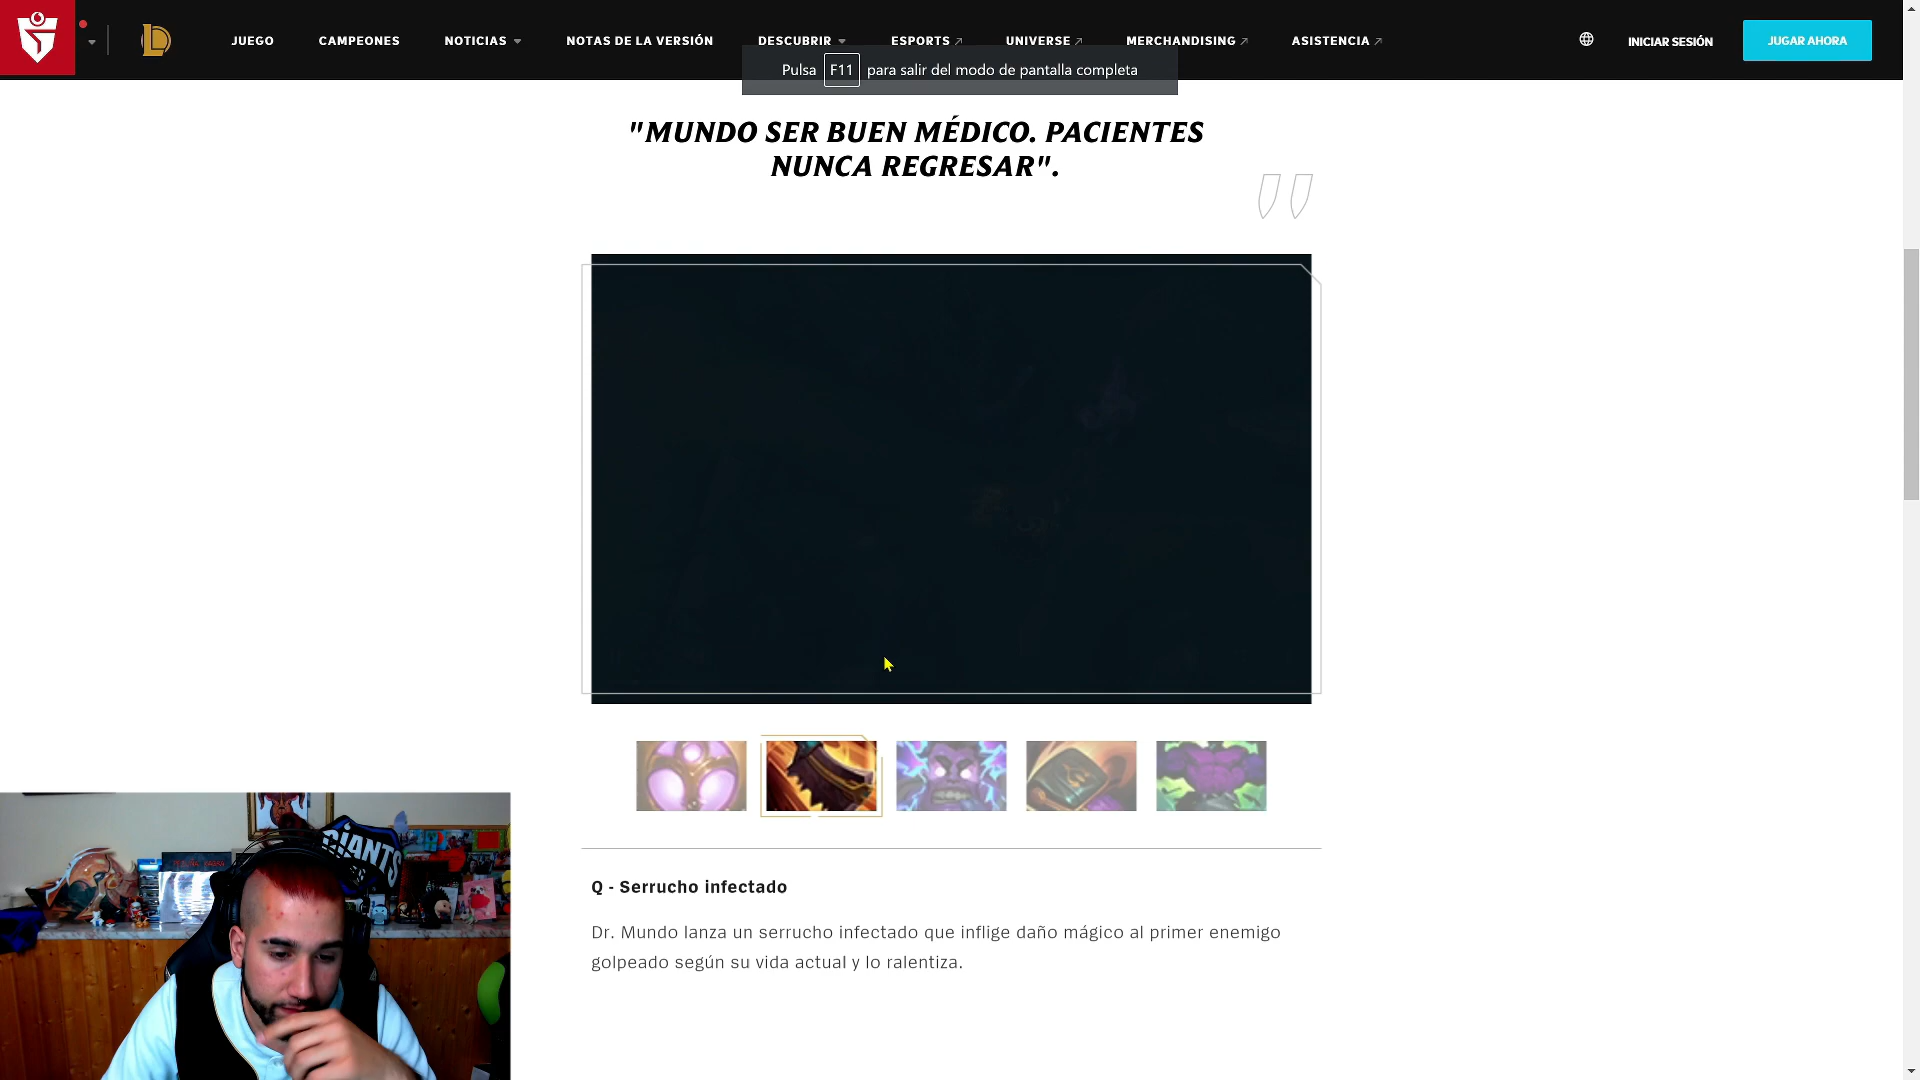 JUEGO
CAMPEONES
NOTICIAS
NOTAS DE LA VERSIÓN
DESCUBRIR
ESPORTS
UNIVERSE
MERCHANDISING
ASISTENCIA
INICIAR SESIÓN
JUGAR AHORA
Pulsa F11 para salir del modo de pantalla completa
"MUNDO SER BUEN MÉDICO. PACIENTES
NUNCA REGRESAR".
Q - Serrucho infectado
Dr. Mundo lanza un serrucho infectado que inflige daño mágico al primer enemigo
golpeado según su vida actual y lo ralentiza.
GIANTS